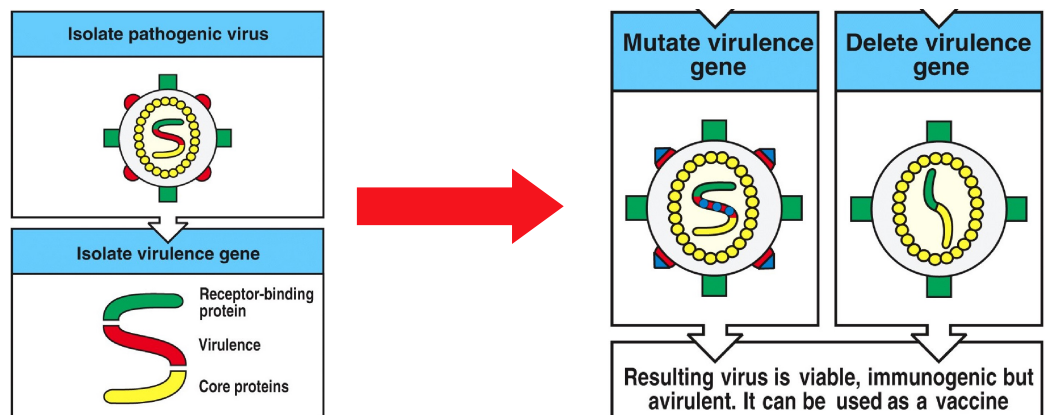 Isolate pathogenic virus
Isolate virulence gene
Receptor-binding
protein
Virulence
Core proteins
Mutate virulence
gene
Delete virulence
gene
Resulting virus is viable, immunogenic but
avirulent. It can be used as a vaccine